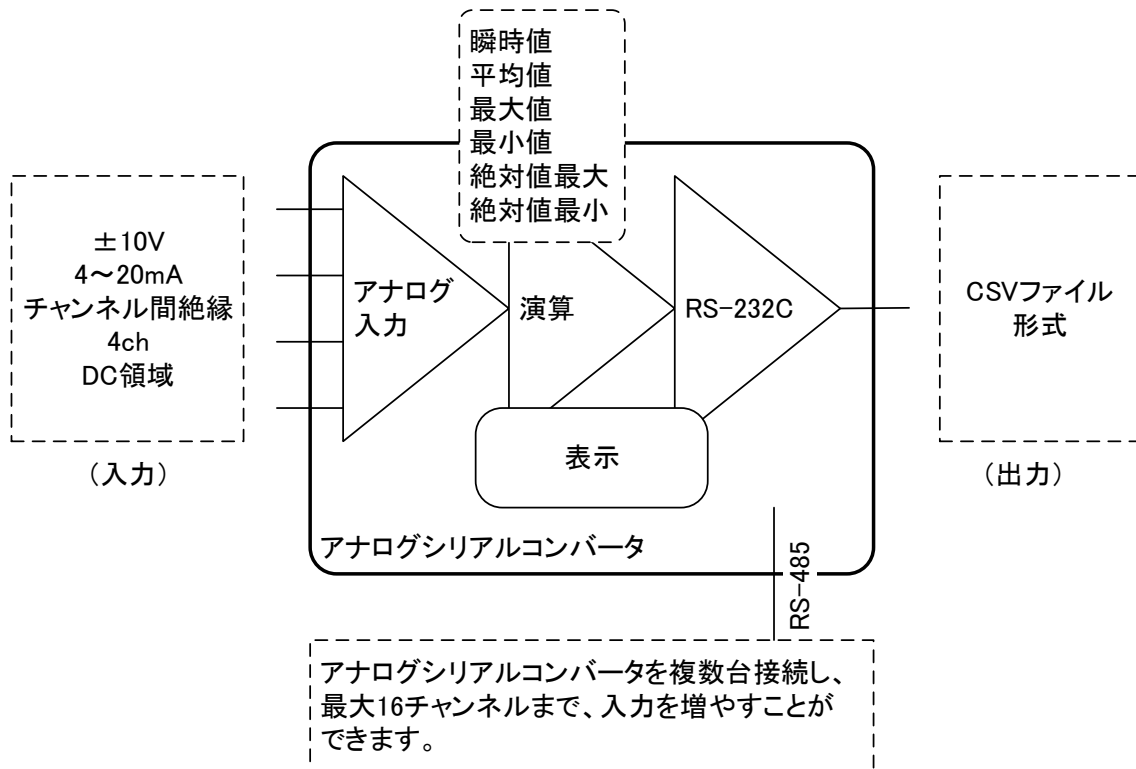 瞬時値
平均値
最大値
最小値
絶対値最大
絶対値最小
±10V
4～20mA
チャンネル間絶縁
4ch
DC領域
（入力）
アナログ
入力
演算
RS-232C
CSVファイル
形式
（出力）
表示
アナログシリアルコンバータ
RS-485
アナログシリアルコンバータを複数台接続し、
最大16チャンネルまで、入力を増やすことが
できます。